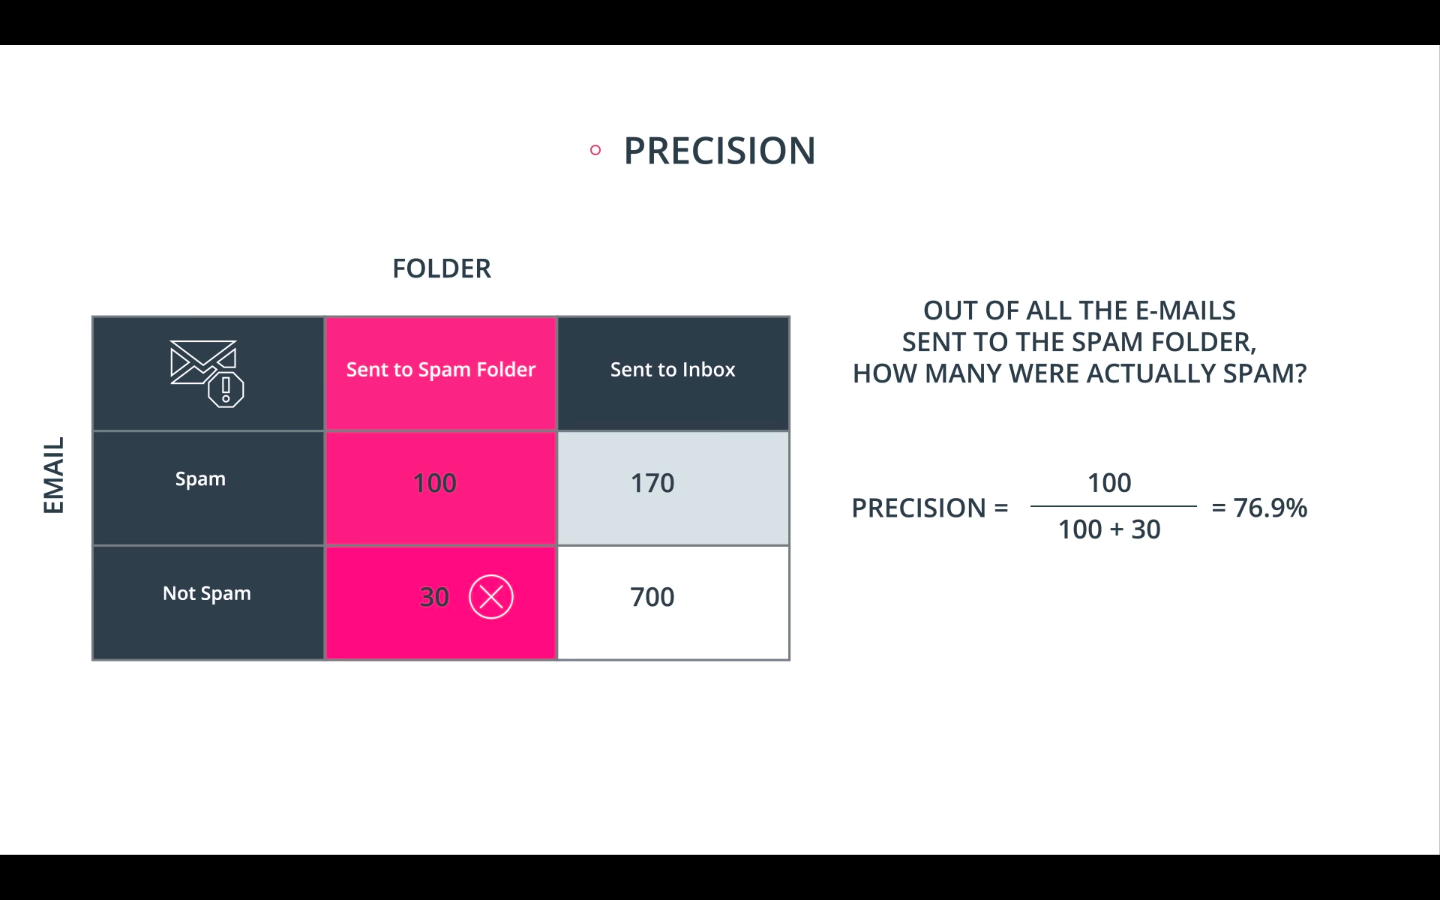 PRECISION
FOLDER
EMAIL
Sent to Spam Folder
Sent to Inbox
Spam
100
170
Not Spam
30
700
OUT OF ALL THE E-MAILS
SENT TO THE SPAM FOLDER,
HOW MANY WERE ACTUALLY SPAM?
100
PRECISION = = 76.9%
100 + 30